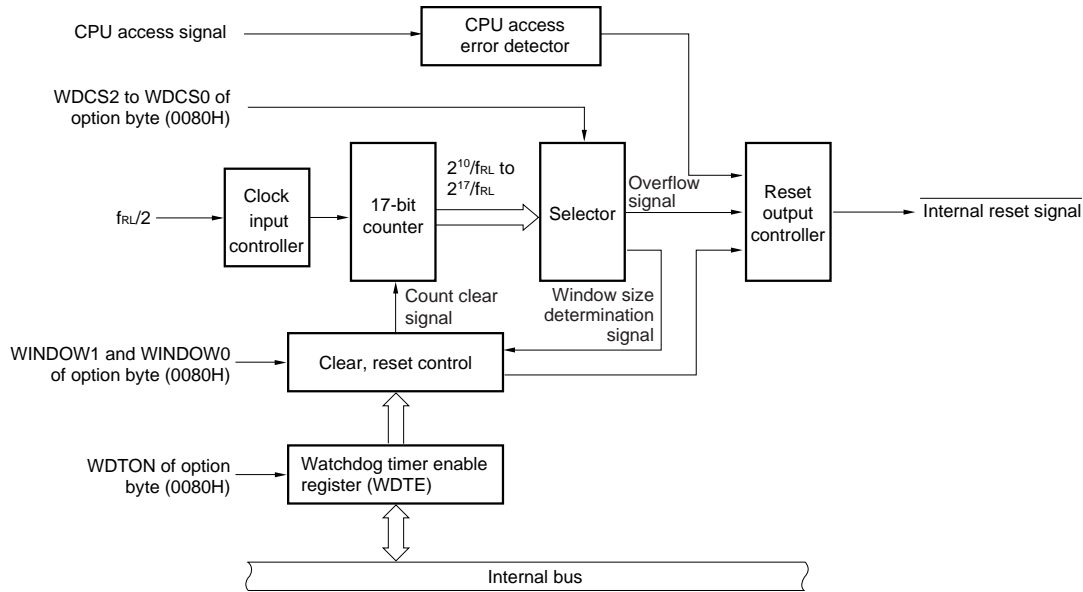 CPU access signal
CPU access
error detector
WDCS2 to WDCS0 of
option byte (0080H)
fRL/2
Clock
input
controller
17-bit
counter
2¹⁰/fRL to
2¹⁷/fRL
Selector
Overflow
signal
Reset
output
controller
Internal reset signal
Count clear
signal
Window size
determination
signal
WINDOW1 and WINDOW0
of option byte (0080H)
Clear, reset control
WDTON of option
byte (0080H)
Watchdog timer enable
register (WDTE)
Internal bus